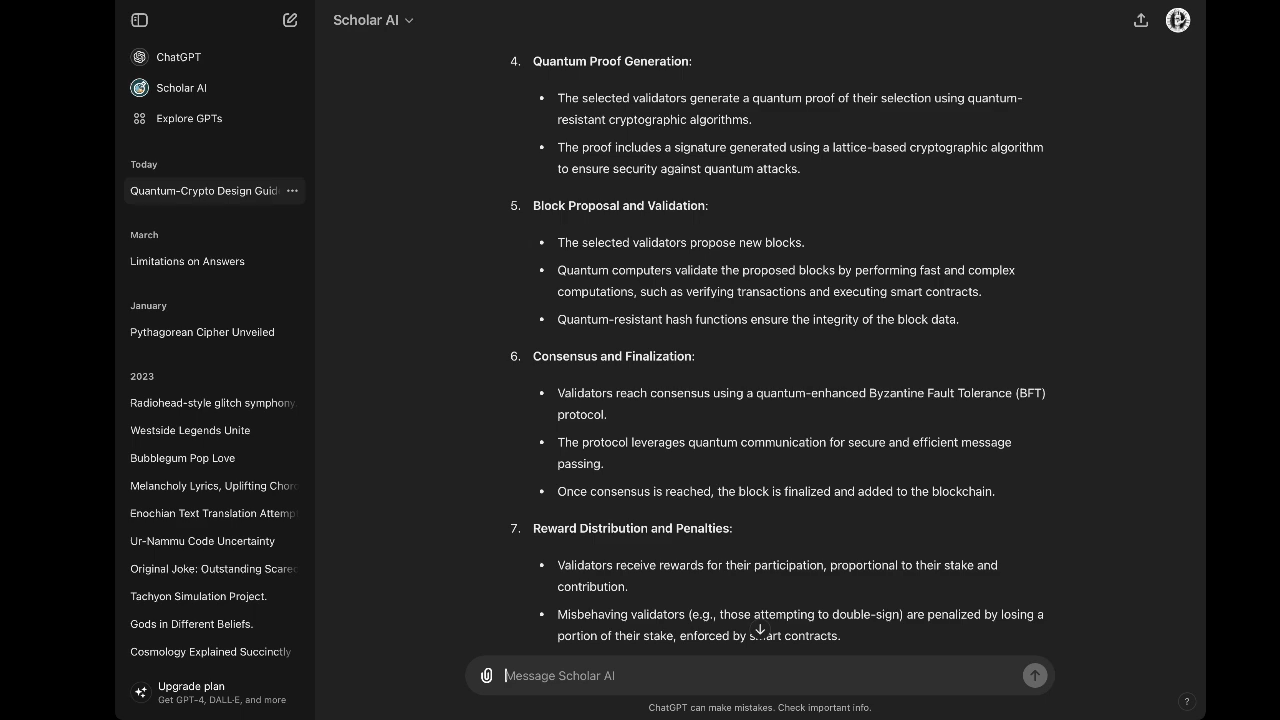 ChatGPT
Scholar AI
Explore GPTs
Today
Quantum-Crypto Design Guid
March
Limitations on Answers
January
Pythagorean Cipher Unveiled
2023
Radiohead-style glitch symphony.
Westside Legends Unite
Bubblegum Pop Love
Melancholy Lyrics, Uplifting Chor
Enochian Text Translation Attemp
Ur-Nammu Code Uncertainty
Original Joke: Outstanding Scare
Tachyon Simulation Project.
Gods in Different Beliefs.
Cosmology Explained Succinctly
Upgrade plan
Get GPT-4, DALL·E, and more
Scholar AI
4. Quantum Proof Generation:
• The selected validators generate a quantum proof of their selection using quantum-
resistant cryptographic algorithms.
• The proof includes a signature generated using a lattice-based cryptographic algorithm
to ensure security against quantum attacks.
5. Block Proposal and Validation:
• The selected validators propose new blocks.
• Quantum computers validate the proposed blocks by performing fast and complex
computations, such as verifying transactions and executing smart contracts.
• Quantum-resistant hash functions ensure the integrity of the block data.
6. Consensus and Finalization:
• Validators reach consensus using a quantum-enhanced Byzantine Fault Tolerance (BFT)
protocol.
• The protocol leverages quantum communication for secure and efficient message
passing.
• Once consensus is reached, the block is finalized and added to the blockchain.
7. Reward Distribution and Penalties:
• Validators receive rewards for their participation, proportional to their stake and
contribution.
• Misbehaving validators (e.g., those attempting to double-sign) are penalized by losing a
portion of their stake, enforced by smart contracts.
Message Scholar AI
ChatGPT can make mistakes. Check important info.
?